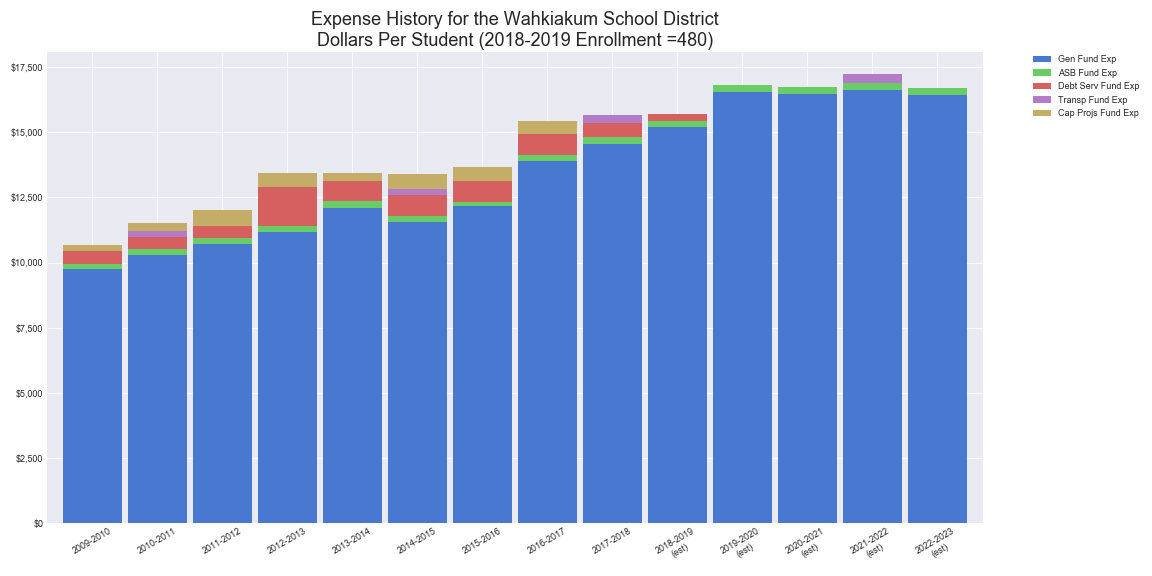 Expense History for the Wahkiakum School District
Dollars Per Student (2018-2019 Enrollment =480)
$17,500
$15,000
$12,500
$10,000
$7,500
$5,000
$2,500
$0
2009-2010
2010-2011
2011-2012
2012-2013
2013-2014
2014-2015
2015-2016
2016-2017
2017-2018
2018-2019
(est)
2019-2020
(est)
2020-2021
(est)
2021-2022
(est)
2022-2023
(est)
Gen Fund Exp
ASB Fund Exp
Debt Serv Fund Exp
Transp Fund Exp
Cap Projs Fund Exp